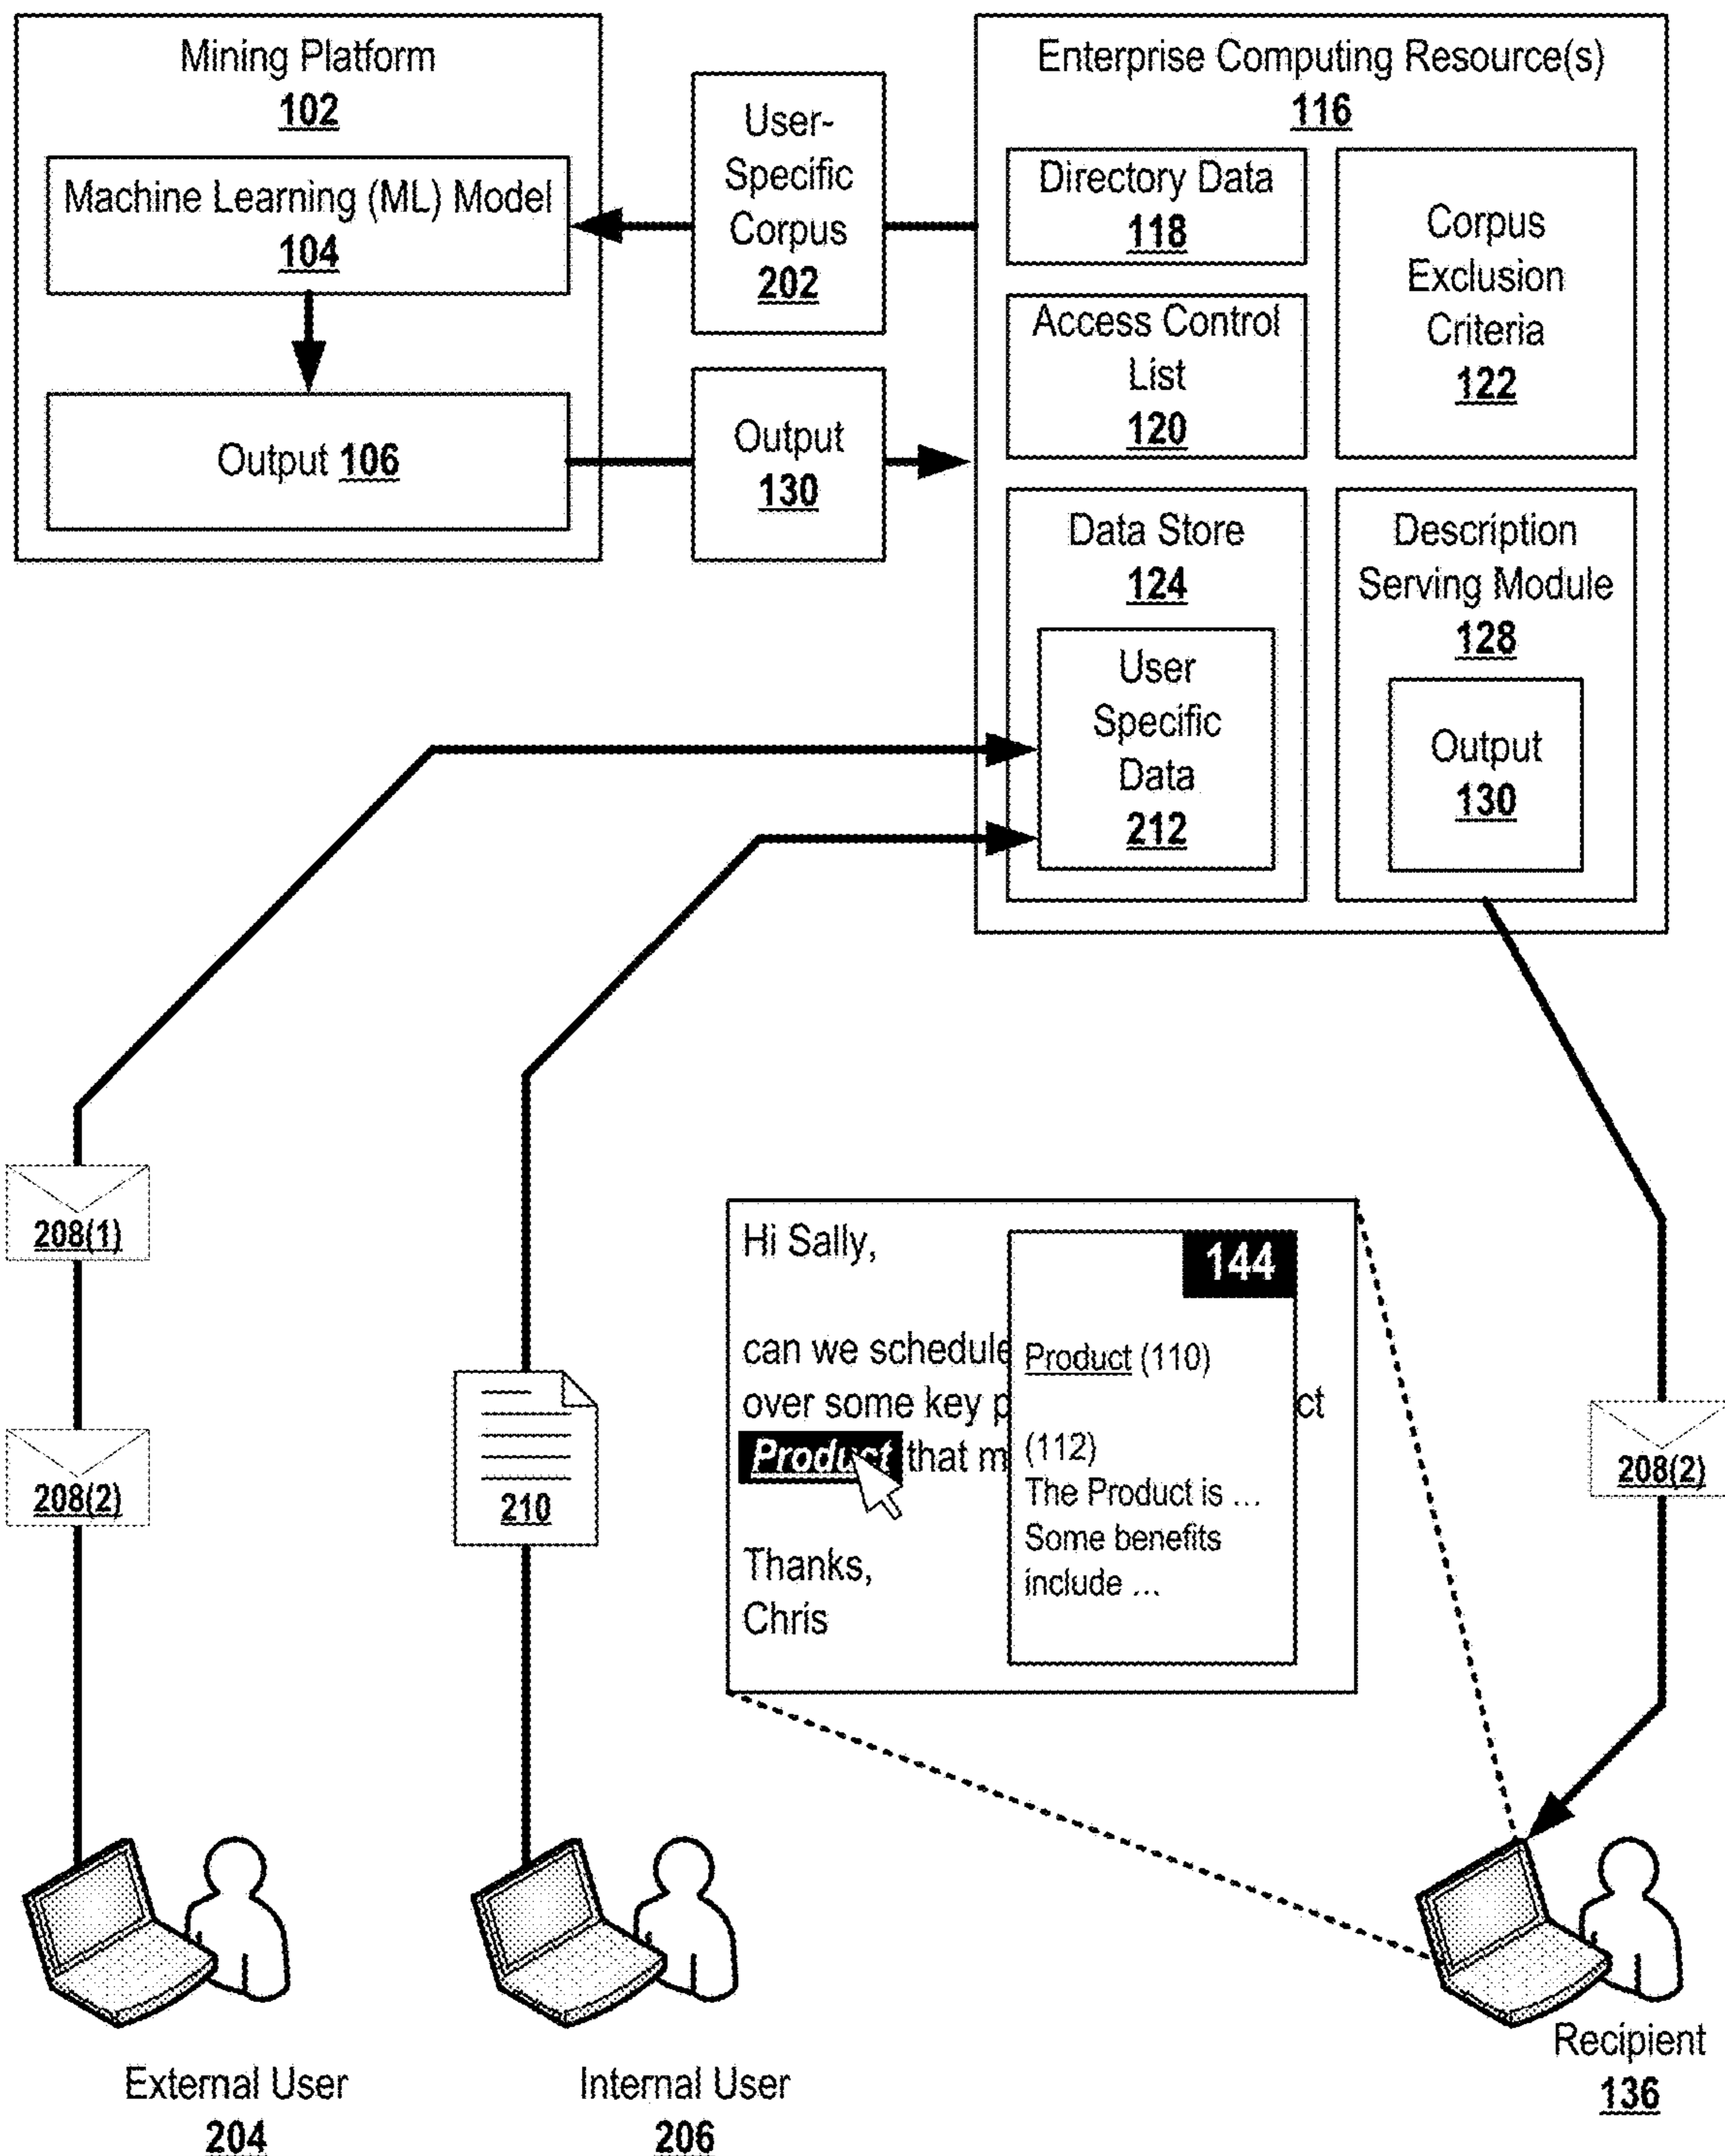 Mining Platform
102
Machine Learning (ML) Model
104
Output 106
User-
Specific
Corpus
202
Output
130
Enterprise Computing Resource(s)
116
Directory Data
118
Access Control
List
120
Corpus
Exclusion
Criteria
122
Data Store
124
User
Specific
Data
212
Description
Serving Module
128
Output
130
208(1)
208(2)
210
Hi Sally,
can we schedule
over some key p ct
Product that m
Thanks,
Chris
144
Product (110)
(112)
The Product is ...
Some benefits
include ...
208(2)
External User
204
Internal User
206
Recipient
136